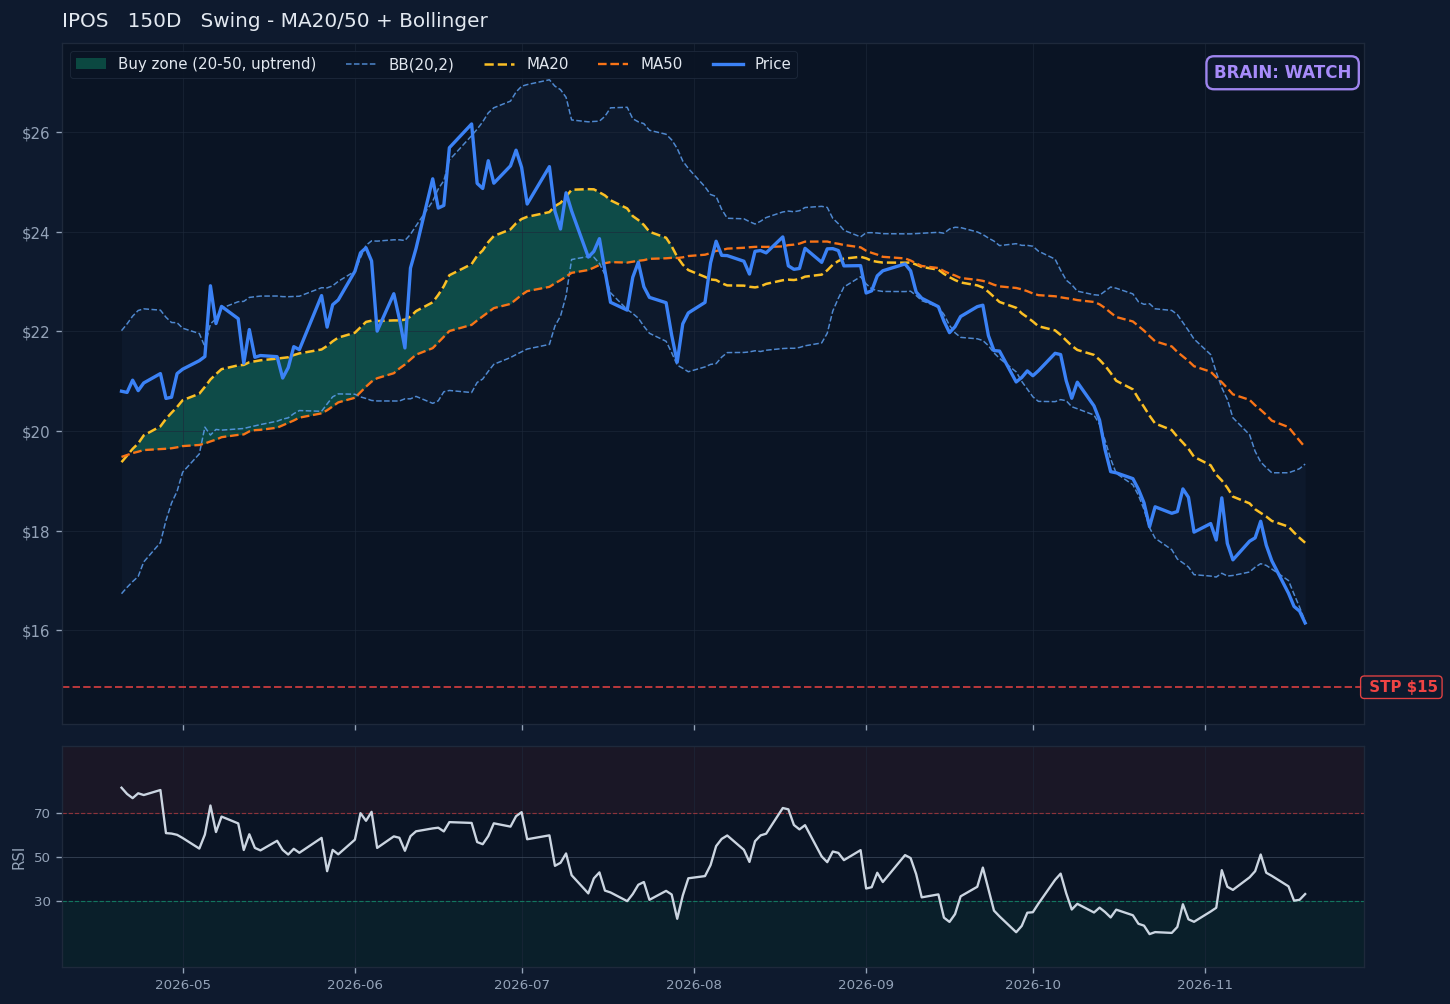 IPOS   150D   Swing - MA20/50 + Bollinger
Buy zone (20-50, uptrend)
BB(20,2)
MA20
MA50
Price
BRAIN: WATCH
$26
$24
$22
$20
$18
$16
STP $15
70
50
30
RSI
2026-05
2026-06
2026-07
2026-08
2026-09
2026-10
2026-11